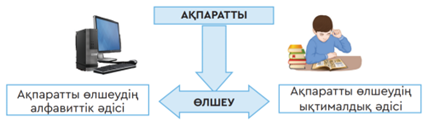 АҚПАРАТТЫ
Ақпаратты өлшеудің
алфавиттік әдісі
ӨЛШЕУ
Ақпаратты өлшеудің
ықтималдық әдісі